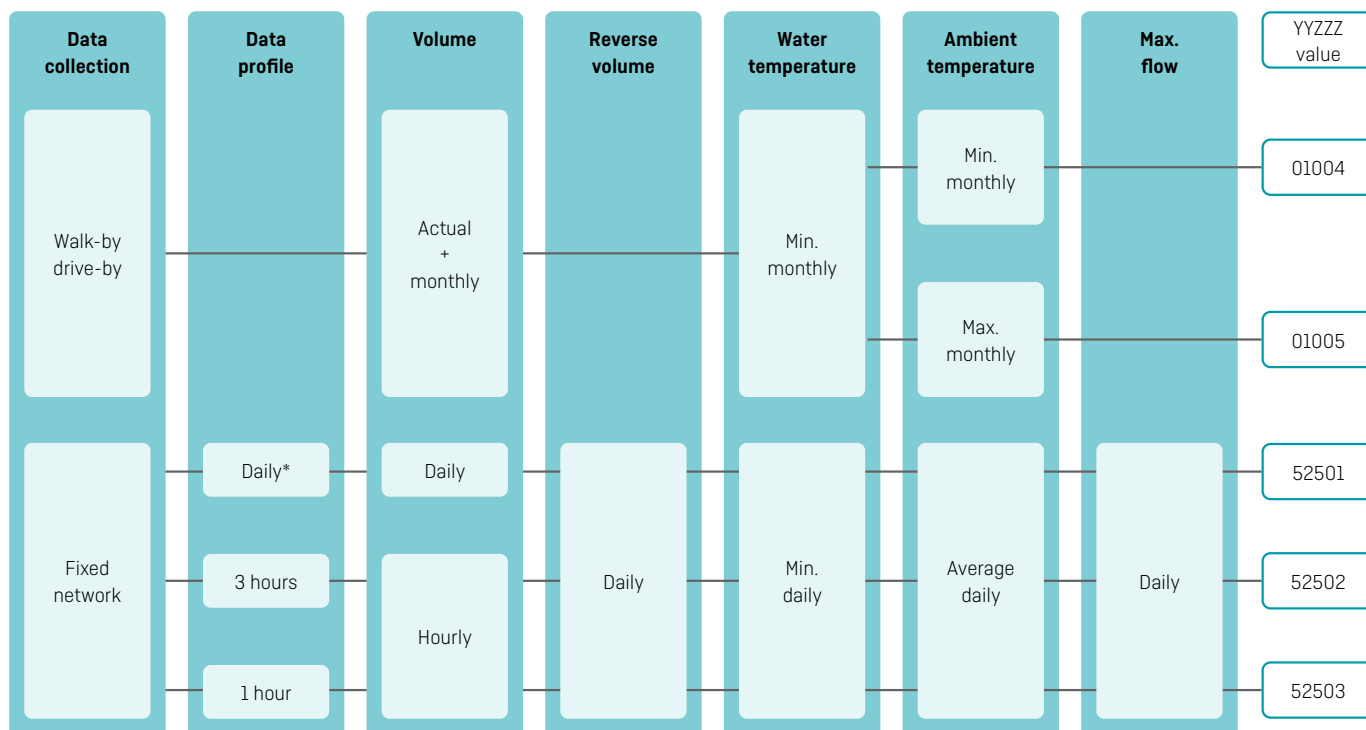 Data
collection
Data
profile
Volume
Reverse
volume
Water
temperature
Ambient
temperature
Max.
flow
YYZZZ
value
Walk-by
drive-by
Actual
+
monthly
Min.
monthly
Min.
monthly
01004
Max.
monthly
01005
Fixed
network
Daily*
Daily
Daily
Min.
daily
Average
daily
Daily
52501
3 hours
Hourly
52502
1 hour
52503